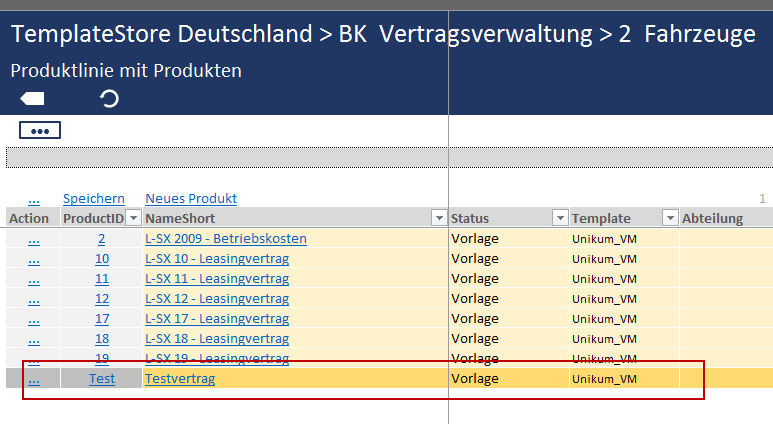 TemplateStore Deutschland > BK Vertragsverwaltung > 2 Fahrzeuge
Produktlinie mit Produkten
...
... Speichern Neues Produkt 1
Action ProductID NameShort Status Template Abteilung
... 2 L-SX 2009 - Betriebskosten Vorlage Unikum_VM
... 10 L-SX 10 - Leasingvertrag Vorlage Unikum_VM
... 11 L-SX 11 - Leasingvertrag Vorlage Unikum_VM
... 12 L-SX 12 - Leasingvertrag Vorlage Unikum_VM
... 17 L-SX 17 - Leasingvertrag Vorlage Unikum_VM
... 18 L-SX 18 - Leasingvertrag Vorlage Unikum_VM
... 19 L-SX 19 - Leasingvertrag Vorlage Unikum_VM
... Test Testvertrag Vorlage Unikum_VM